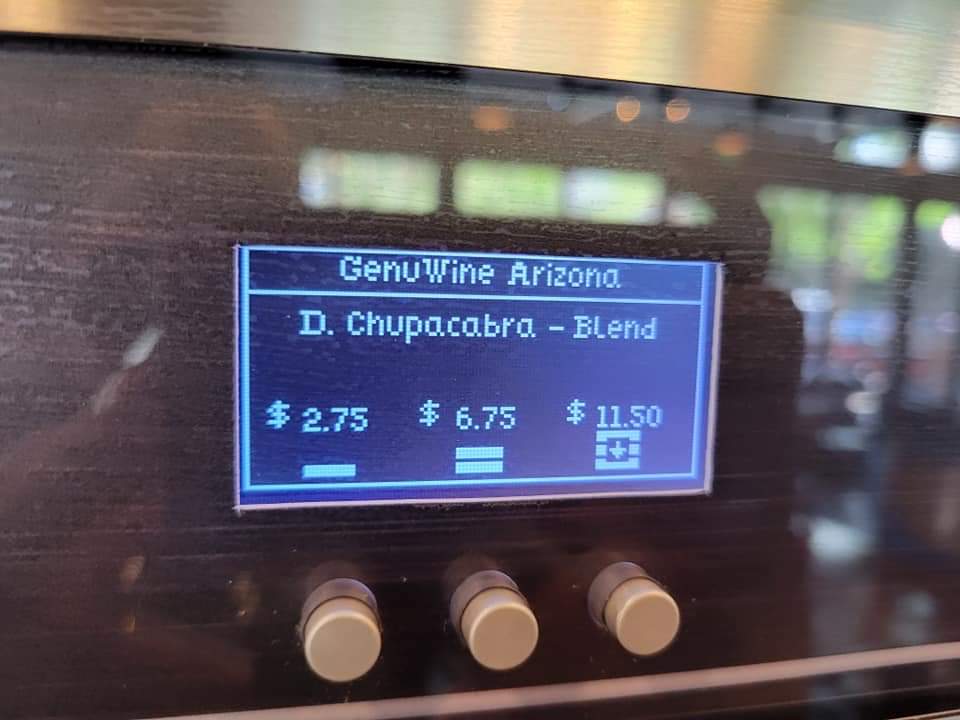 GenuWine Arizona
D. Chupacabra - Blend
$ 2.75 $ 6.75 $ 11.50